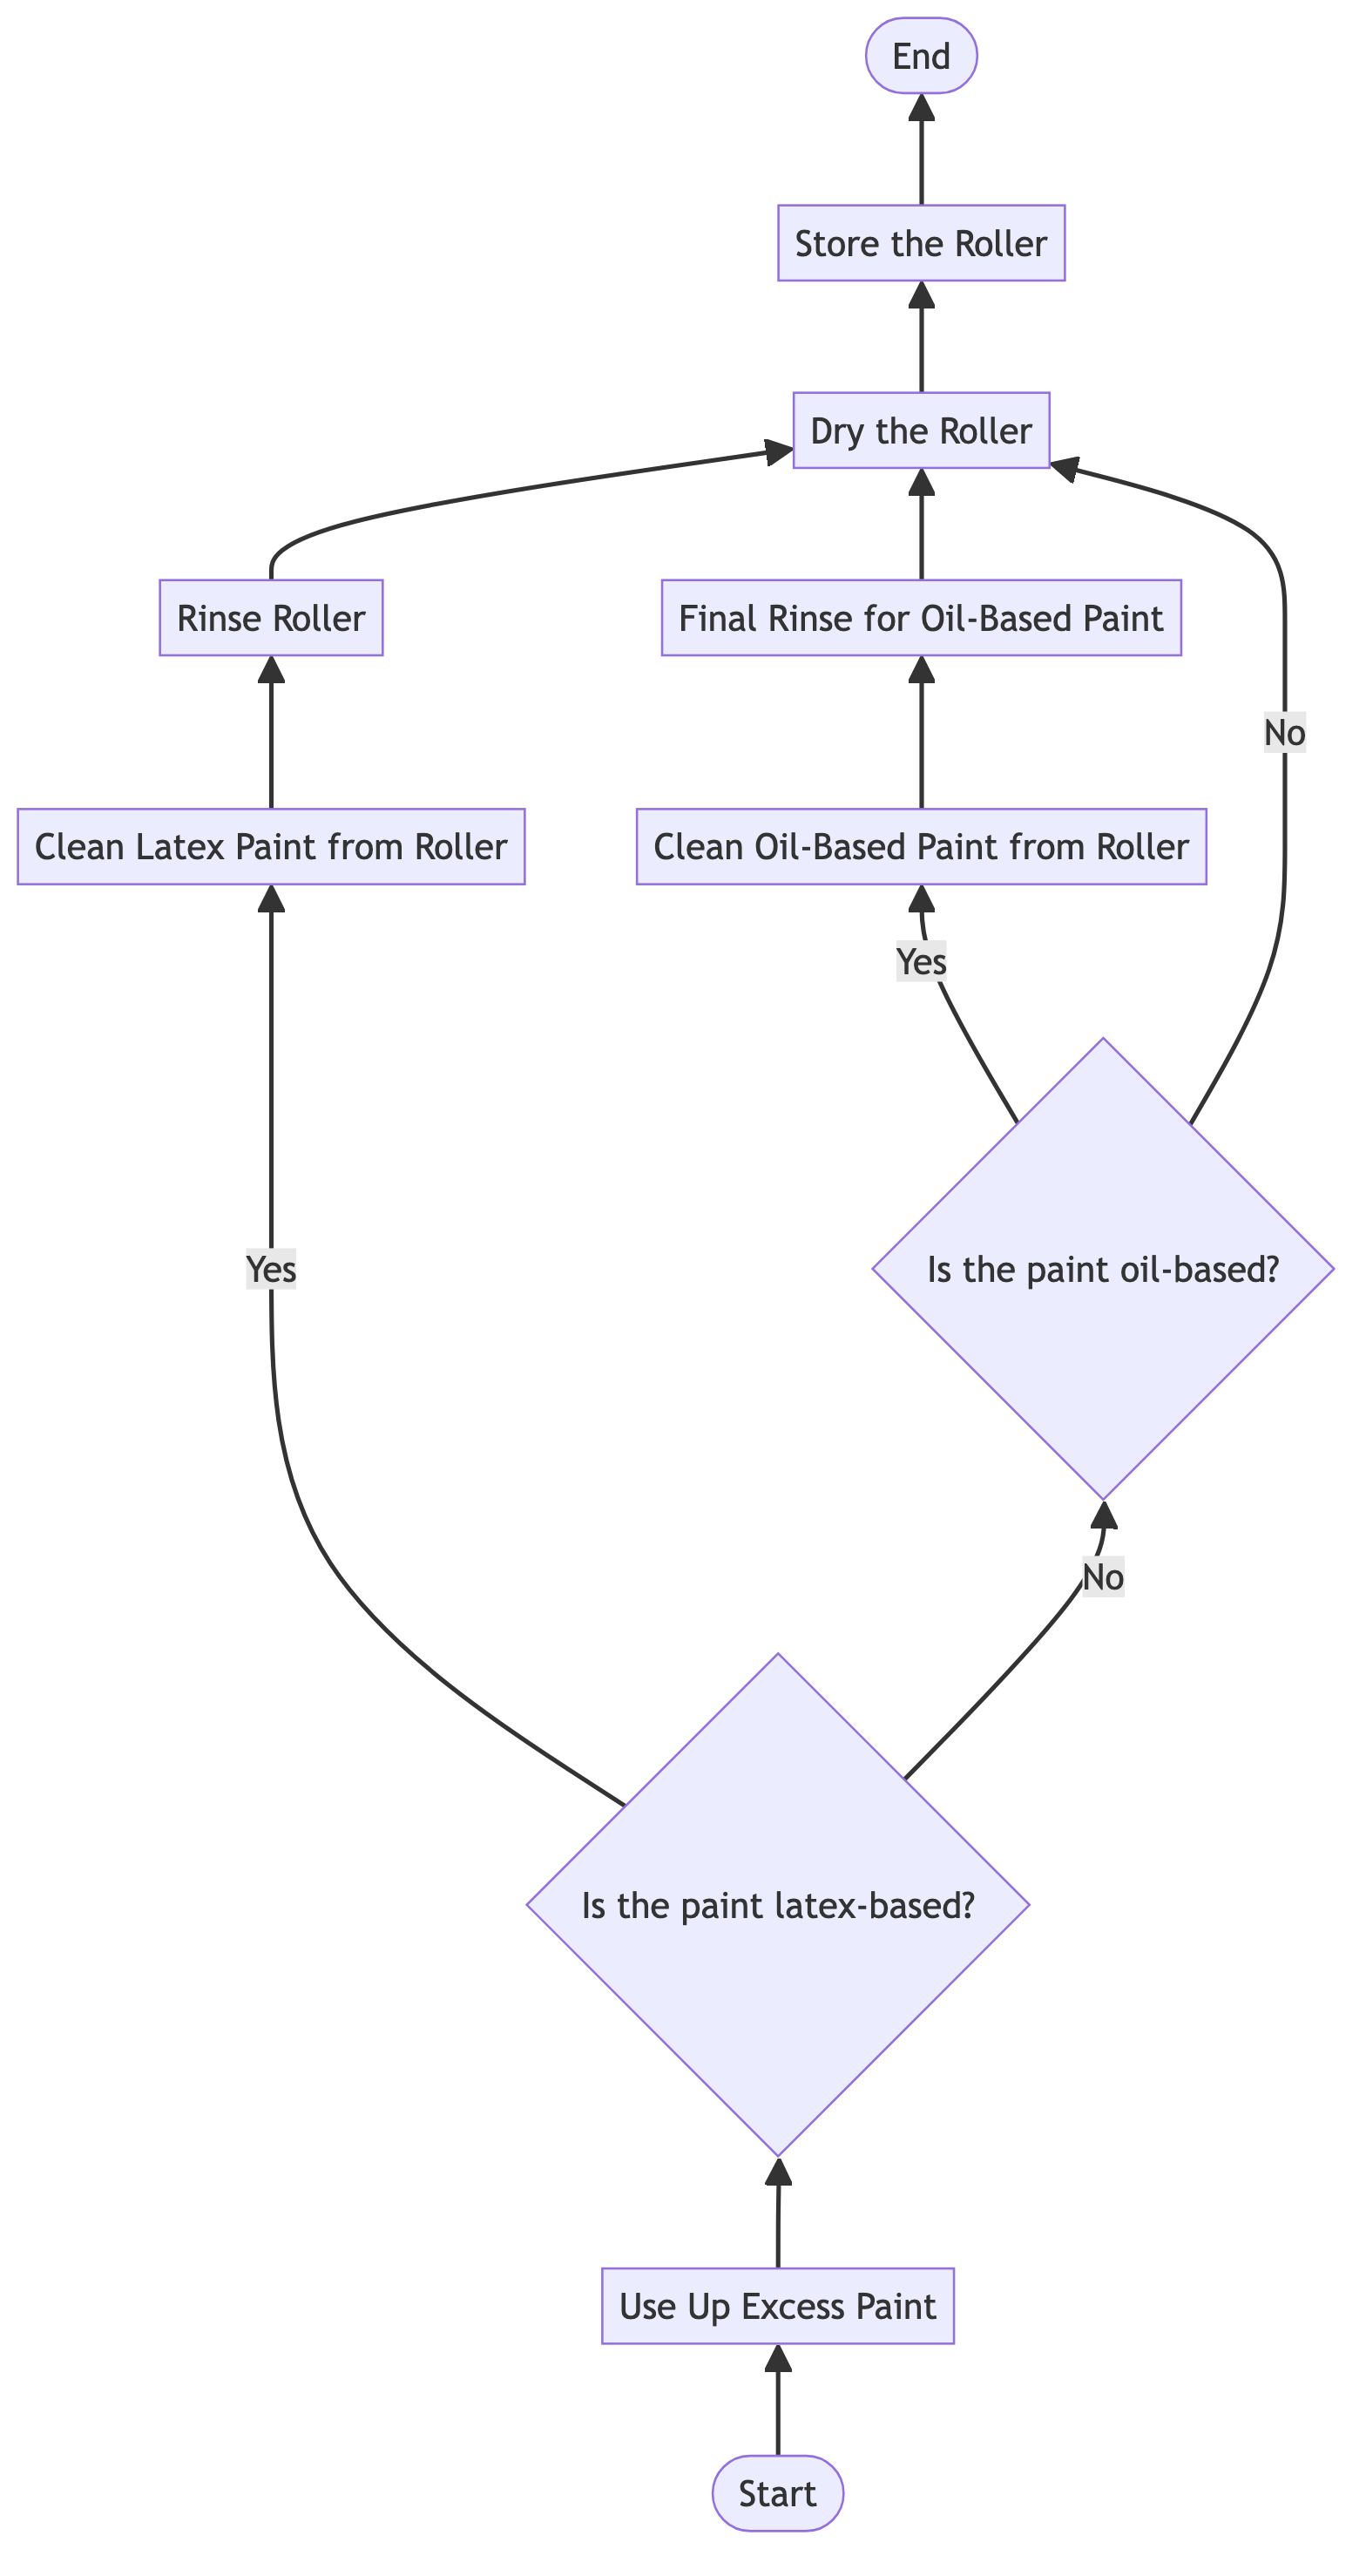 End
Store the Roller
Dry the Roller
Rinse Roller
Final Rinse for Oil-Based Paint
No
Clean Latex Paint from Roller
Clean Oil-Based Paint from Roller
Yes
Yes
Is the paint oil-based?
No
Is the paint latex-based?
Use Up Excess Paint
Start